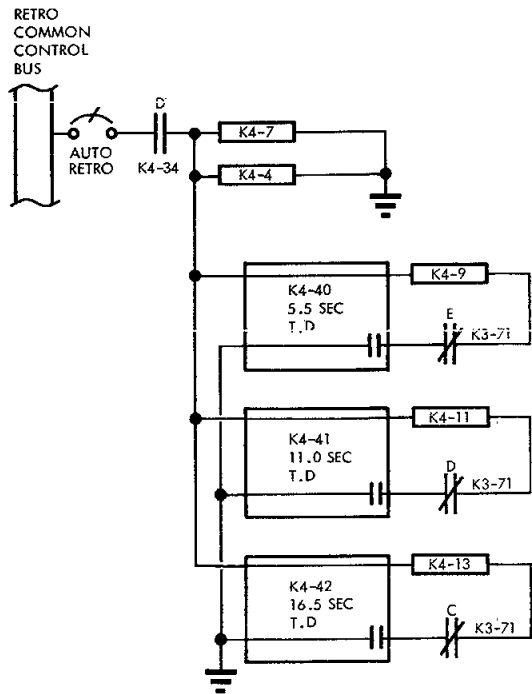 RETRO
COMMON
CONTROL
BUS
D
AUTO
RETRO
K4-34
K4-7
K4-4
K4-9
K4-40
5.5 SEC
T.D
E
K3-71
K4-11
K4-41
11.0 SEC
T.D
D
K3-71
K4-13
K4-42
16.5 SEC
T.D
C
K3-71